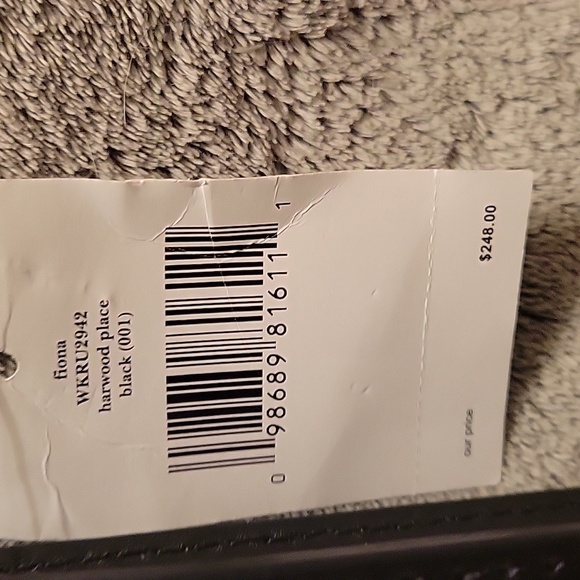 fiona
WKRU2942
harwood place
black (001)
0 98689 81611 1
our price
$248.00